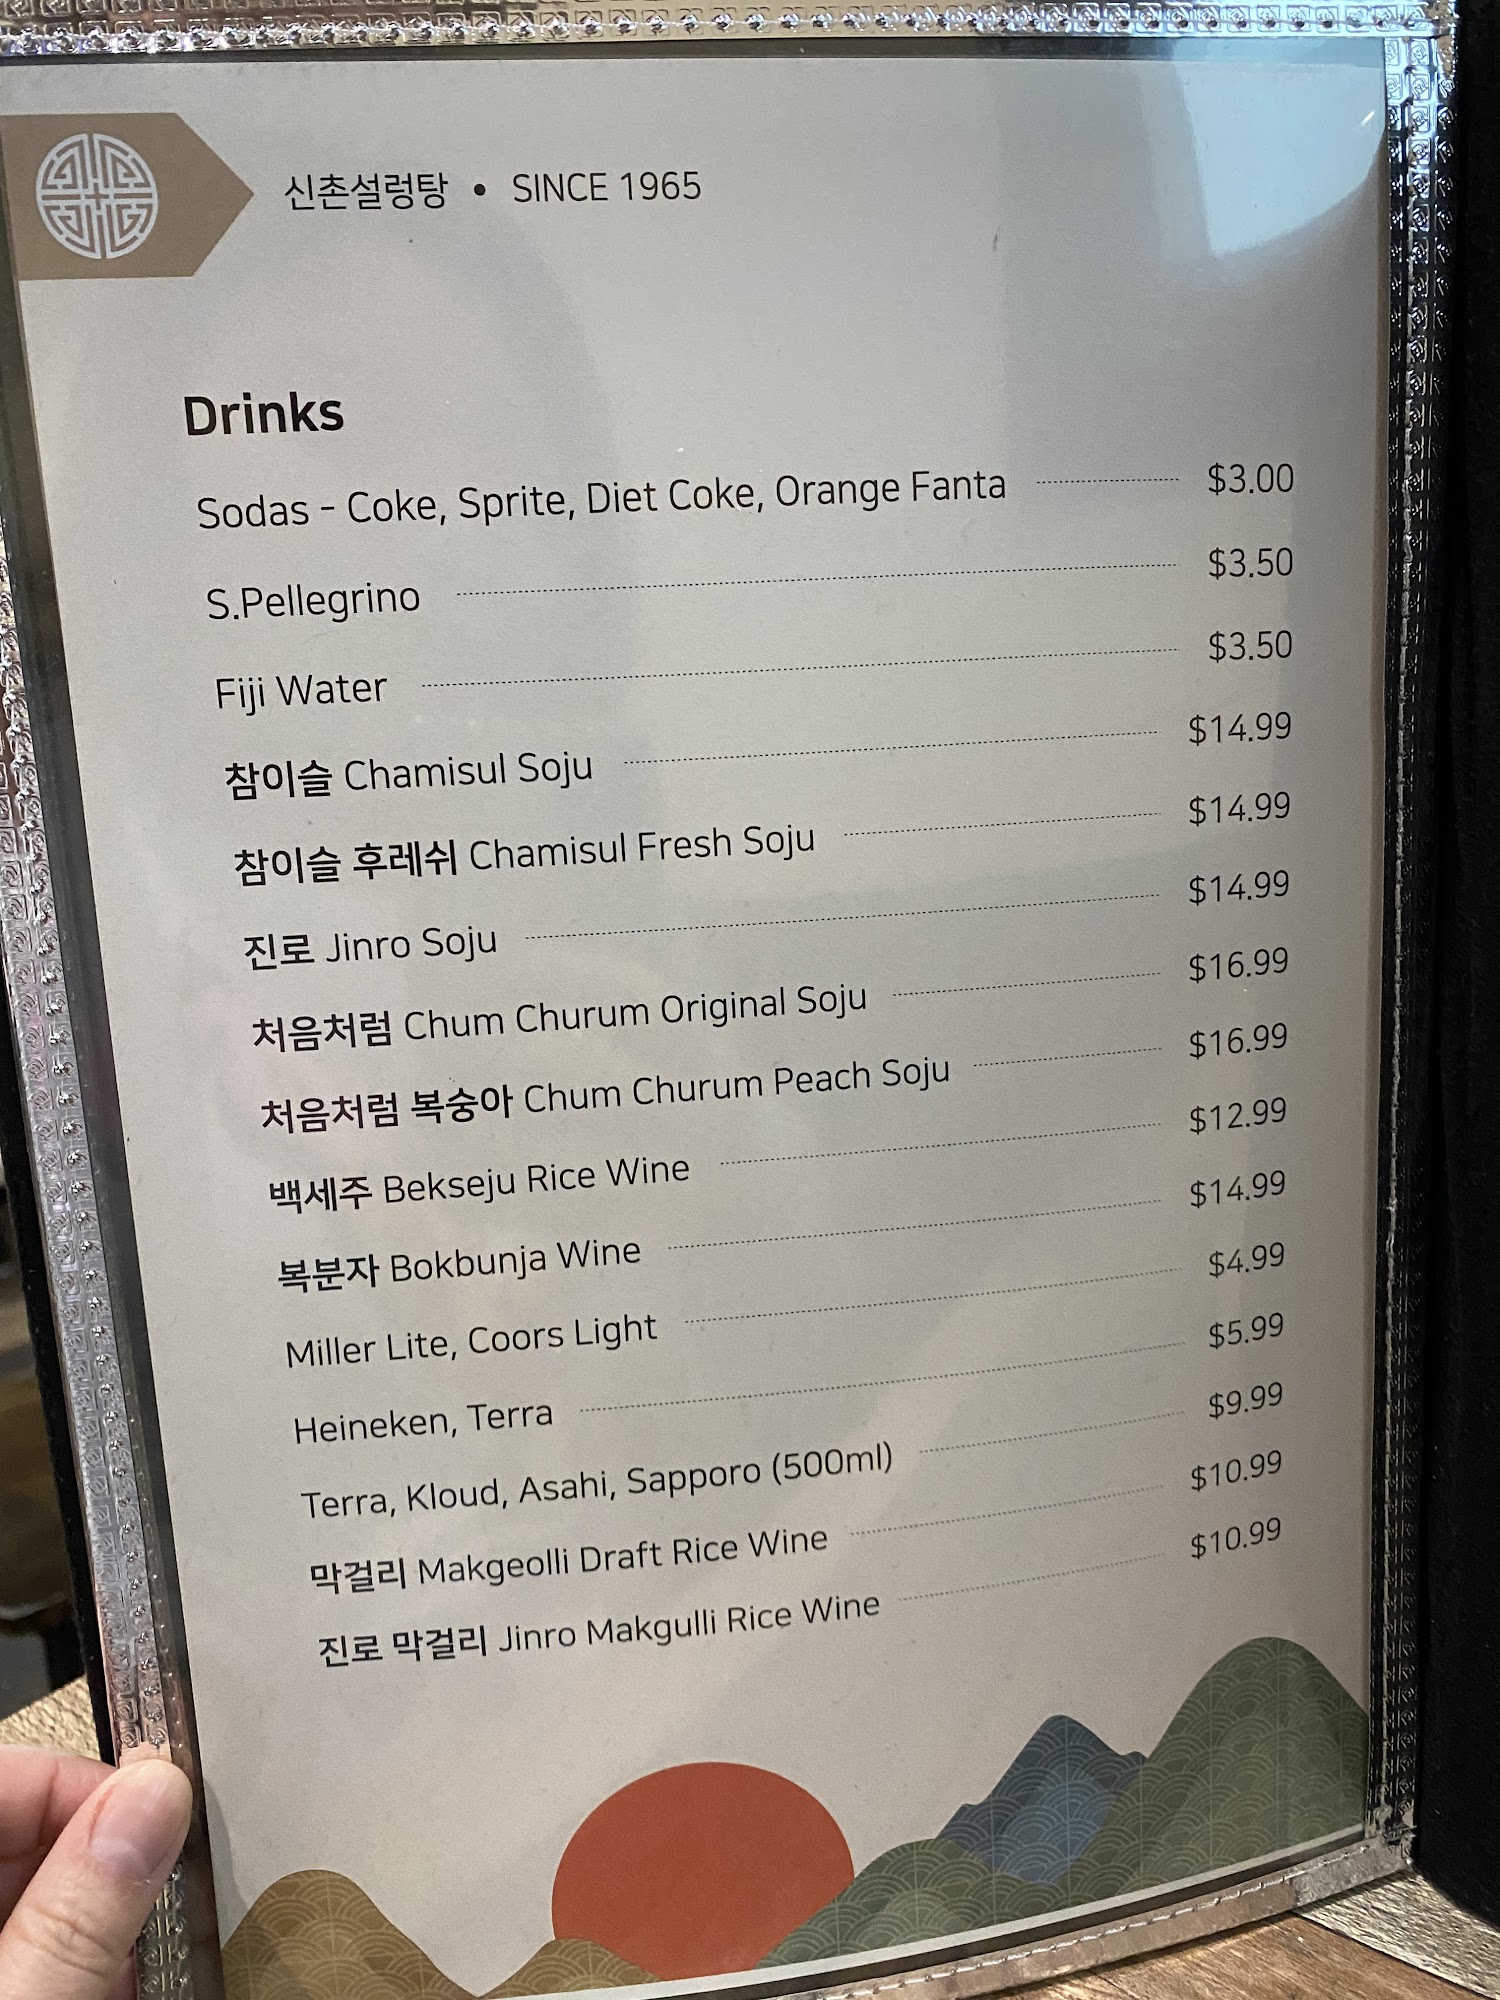 신촌설렁탕 • SINCE 1965
Drinks
Sodas - Coke, Sprite, Diet Coke, Orange Fanta $3.00
S.Pellegrino $3.50
Fiji Water $3.50
참이슬 Chamisul Soju $14.99
참이슬 후레쉬 Chamisul Fresh Soju $14.99
진로 Jinro Soju $14.99
처음처럼 Chum Churum Original Soju $16.99
처음처럼 복숭아 Chum Churum Peach Soju $16.99
백세주 Bekseju Rice Wine $12.99
복분자 Bokbunja Wine $14.99
Miller Lite, Coors Light $4.99
Heineken, Terra $5.99
Terra, Kloud, Asahi, Sapporo (500ml) $9.99
막걸리 Makgeolli Draft Rice Wine $10.99
진로 막걸리 Jinro Makgulli Rice Wine $10.99